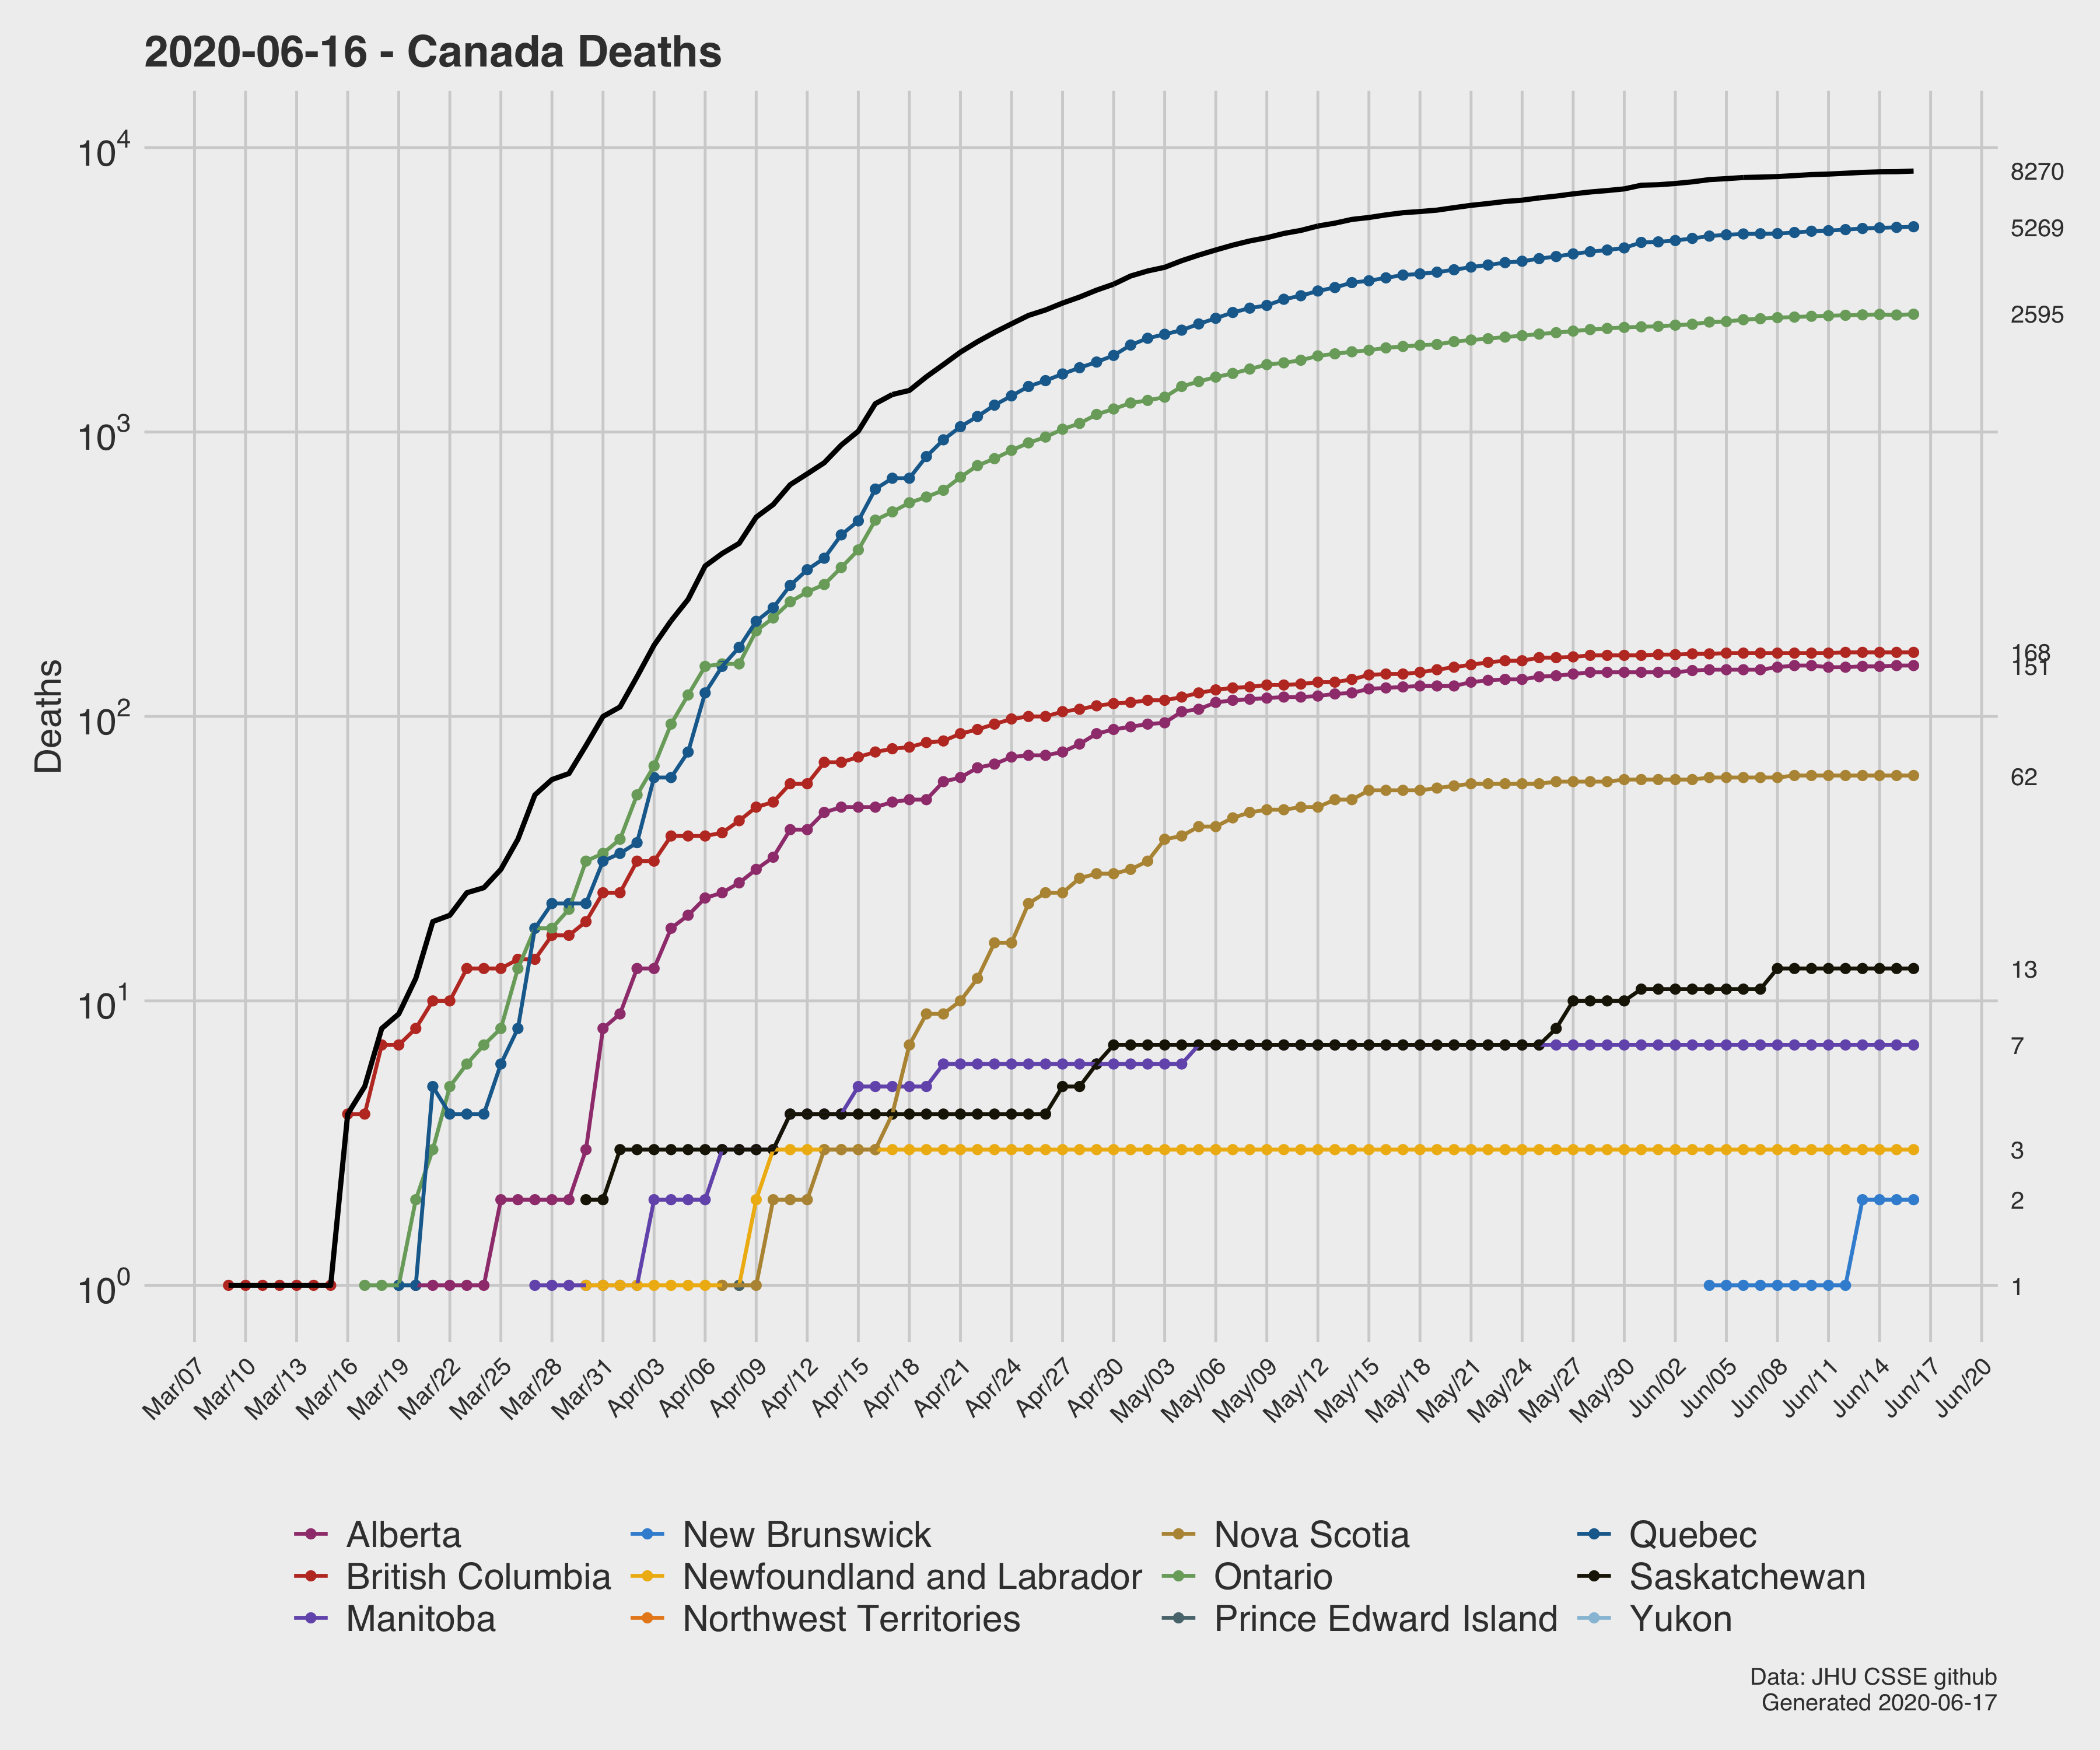 2020-06-16 - Canada Deaths
Deaths
10^4
10^3
10^2
10^1
10^0
8270
5269
2595
168
151
62
13
7
3
2
1
Mar/07 Mar/10 Mar/13 Mar/16 Mar/19 Mar/22 Mar/25 Mar/28 Mar/31 Apr/03 Apr/06 Apr/09 Apr/12 Apr/15 Apr/18 Apr/21 Apr/24 Apr/27 Apr/30 May/03 May/06 May/09 May/12 May/15 May/18 May/21 May/24 May/27 May/30 Jun/02 Jun/05 Jun/08 Jun/11 Jun/14 Jun/17 Jun/20
Alberta New Brunswick Nova Scotia Quebec
British Columbia Newfoundland and Labrador Ontario Saskatchewan
Manitoba Northwest Territories Prince Edward Island Yukon
Data: JHU CSSE github
Generated 2020-06-17